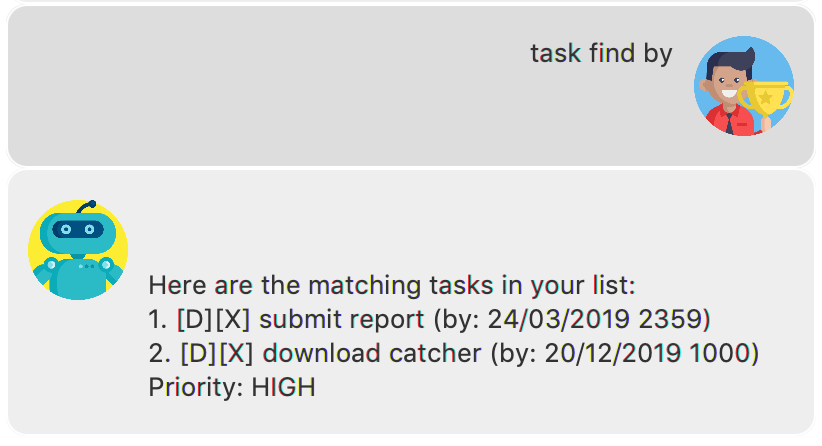 task find by
Here are the matching tasks in your list:
1. [D][X] submit report (by: 24/03/2019 2359)
2. [D][X] download catcher (by: 20/12/2019 1000)
Priority: HIGH